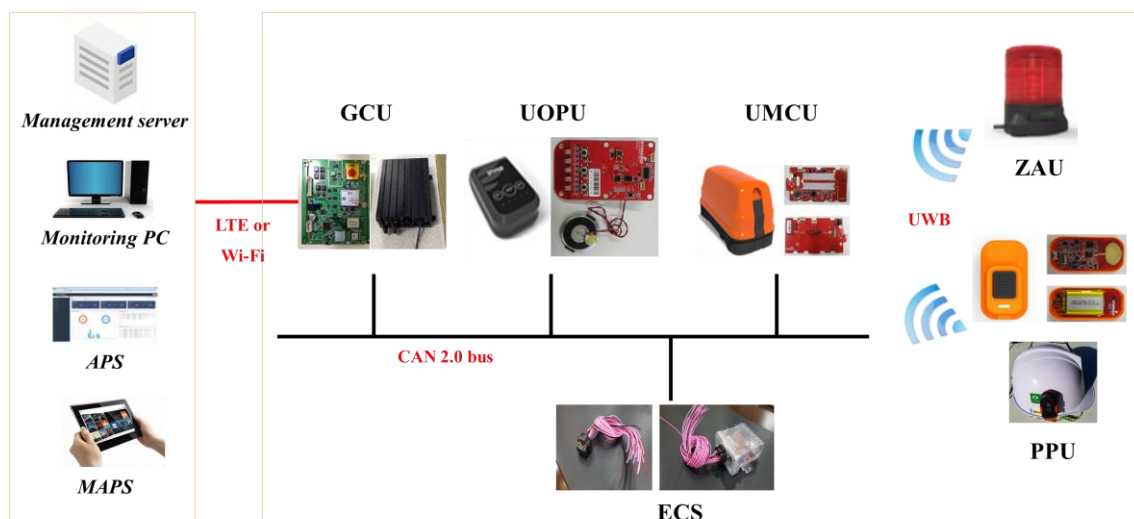 Management server
Monitoring PC
APS
MAPS
LTE or
Wi-Fi
GCU
UOPU
UMCU
CAN 2.0 bus
ECS
UWB
ZAU
PPU